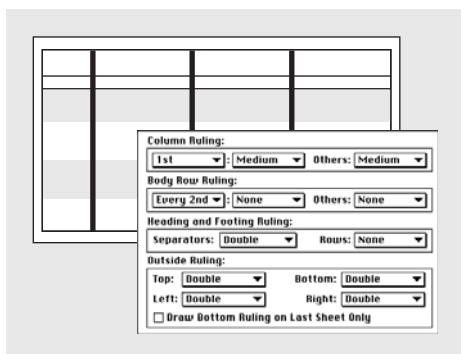 Column Ruling:
1st : Medium Others: Medium
Body Row Ruling:
Every 2nd : None Others: None
Heading and Footing Ruling:
Separators: Double Rows: None
Outside Ruling:
Top: Double Bottom: Double
Left: Double Right: Double
Draw Bottom Ruling on Last Sheet Only